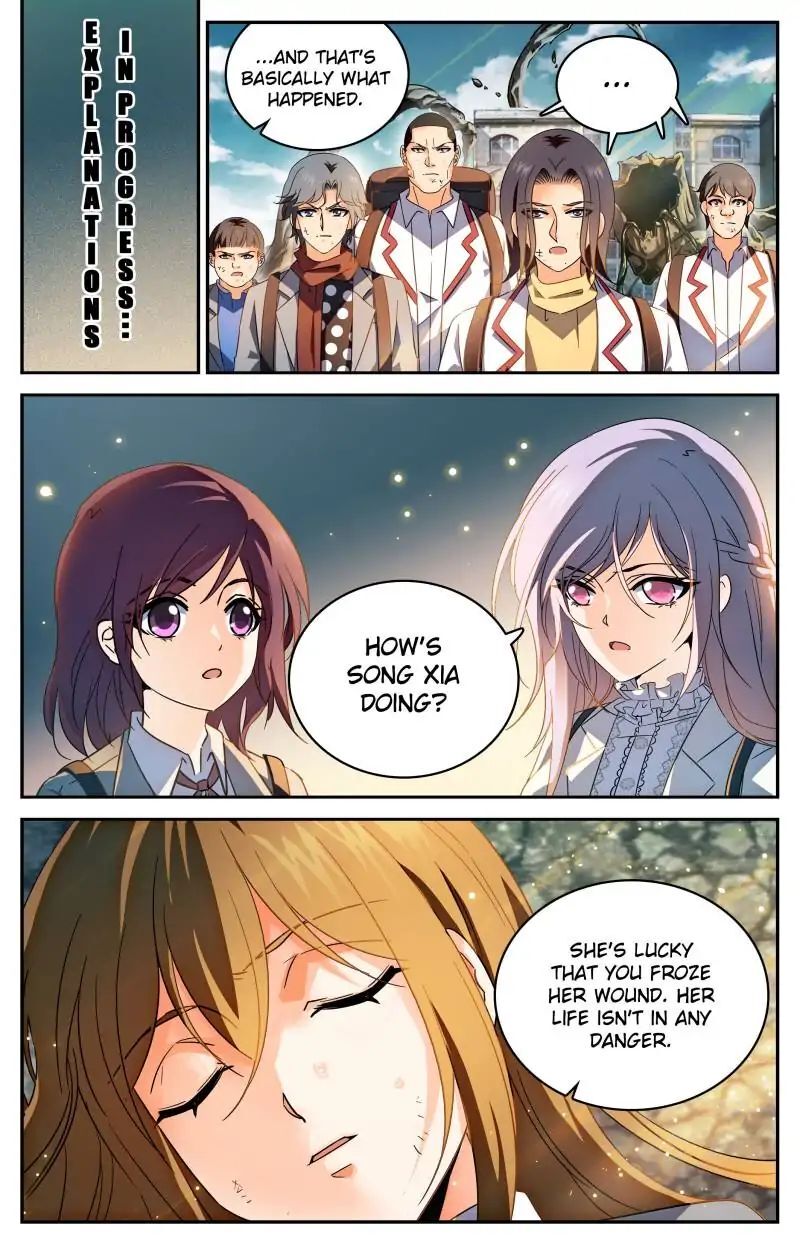 EXPLANATIONS
IN PROGRESS...
...AND THAT'S
BASICALLY WHAT
HAPPENED.
...
HOW'S
SONG XIA
DOING?
SHE'S LUCKY
THAT YOU FROZE
HER WOUND. HER
LIFE ISN'T IN ANY
DANGER.